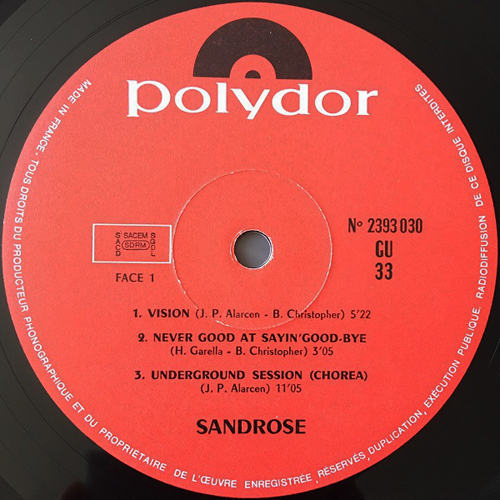 polydor
MADE IN FRANCE · TOUS DROITS DU PRODUCTEUR PHONOGRAPHIQUE ET DU PROPRIÉTAIRE DE L'ŒUVRE ENREGISTRÉE RÉSERVÉS, DUPLICATION, EXÉCUTION PUBLIQUE, RADIODIFFUSION DE CE DISQUE INTERDITES
SACEM
SACD SDRM SGDL
FACE 1
Nº 2393 030
GU
33
1. VISION (J. P. Alarcen - B. Christopher) 5'22
2. NEVER GOOD AT SAYIN'GOOD-BYE
(H. Garella - B. Christopher) 3'05
3. UNDERGROUND SESSION (CHOREA)
(J. P. Alarcen) 11'05
SANDROSE